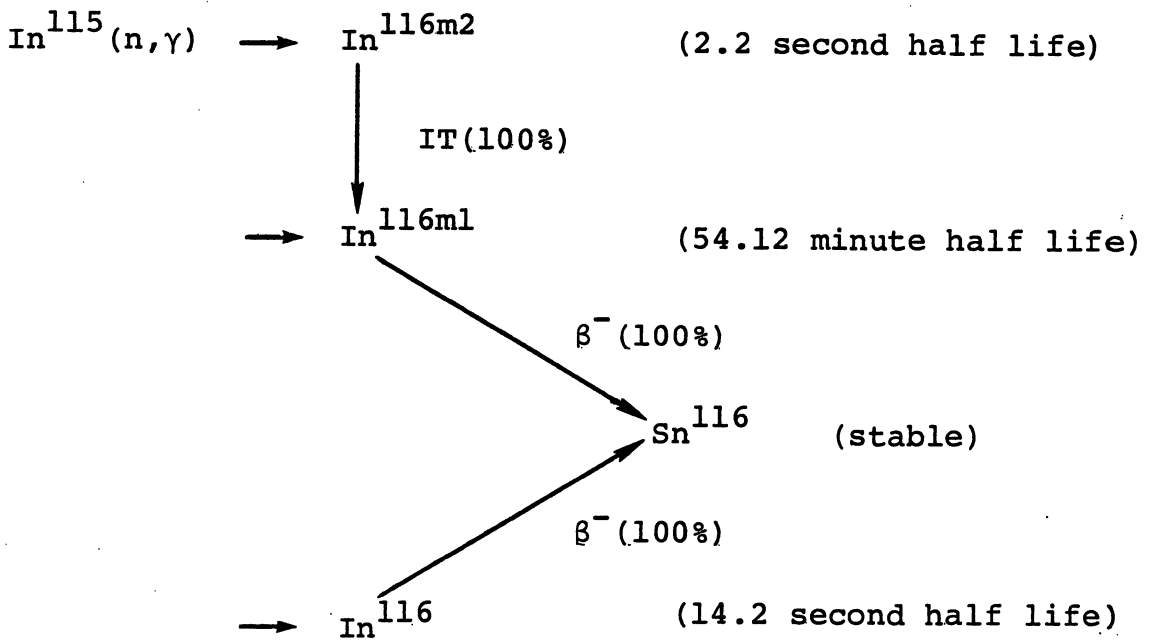 In¹¹⁵(n,γ) → In¹¹⁶ᵐ² (2.2 second half life)
IT(100%)
→ In¹¹⁶ᵐ¹ (54.12 minute half life)
β⁻(100%)
Sn¹¹⁶ (stable)
β⁻(100%)
→ In¹¹⁶ (14.2 second half life)